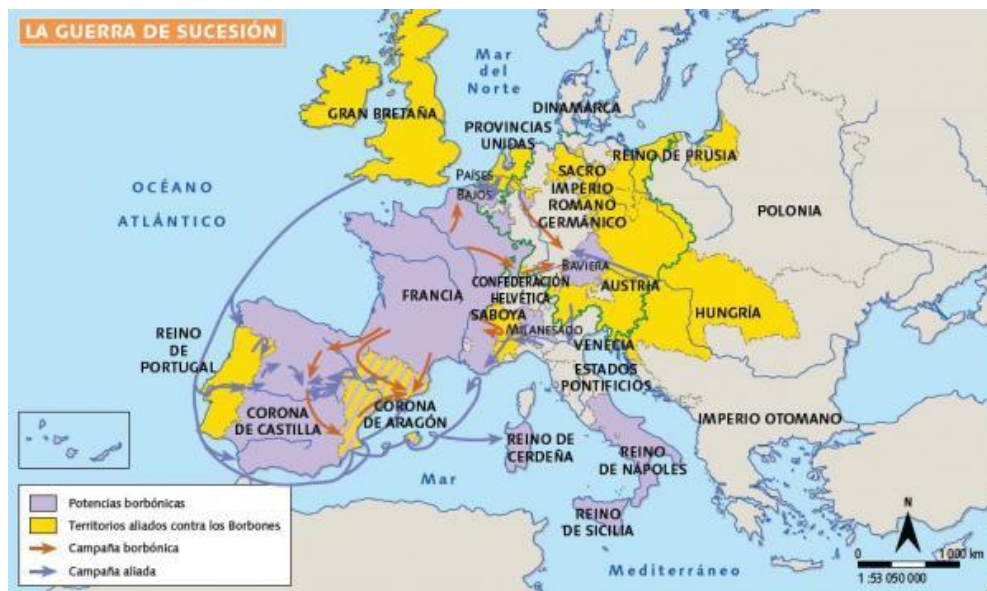 LA GUERRA DE SUCESIÓN
Mar
del
Norte
GRAN BRETAÑA
DINAMARCA
PROVINCIAS
UNIDAS
REINO DE PRUSIA
PAÍSES
BAJOS
SACRO
IMPERIO
ROMANO
GERMÁNICO
OCÉANO
ATLÁNTICO
POLONIA
BAVIERA
CONFEDERACIÓN
HELVÉTICA
AUSTRIA
FRANCIA
SABOYA
HUNGRÍA
MILANESADO
REINO
DE
PORTUGAL
VENECIA
ESTADOS
PONTIFICIOS
CORONA
DE CASTILLA
CORONA
DE ARAGÓN
IMPERIO OTOMANO
REINO DE
CERDEÑA
REINO
DE NÁPOLES
Mar
REINO
DE SICILIA
Mediterráneo
Potencias borbónicas
Territorios aliados contra los Borbones
Campaña borbónica
Campaña aliada
N
0 1 000 km
1 :53 050 000